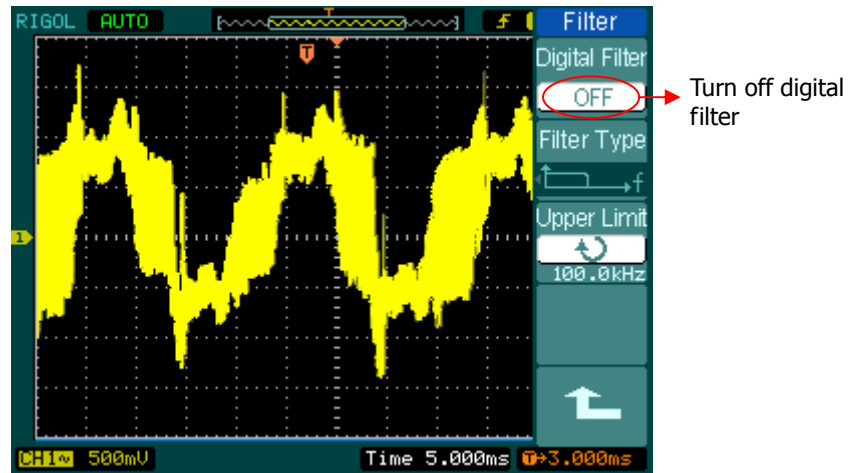 RIGOL AUTO T f Filter
T
Digital Filter
OFF
Turn off digital
filter
Filter Type
f
Upper Limit
1
100.0kHz
CH1~ 500mV Time 5.000ms T→3.000ms